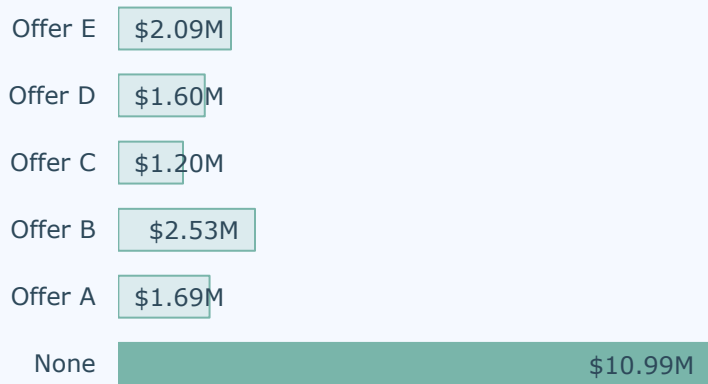 Offer E $2.09M
Offer D $1.60M
Offer C $1.20M
Offer B $2.53M
Offer A $1.69M
None $10.99M